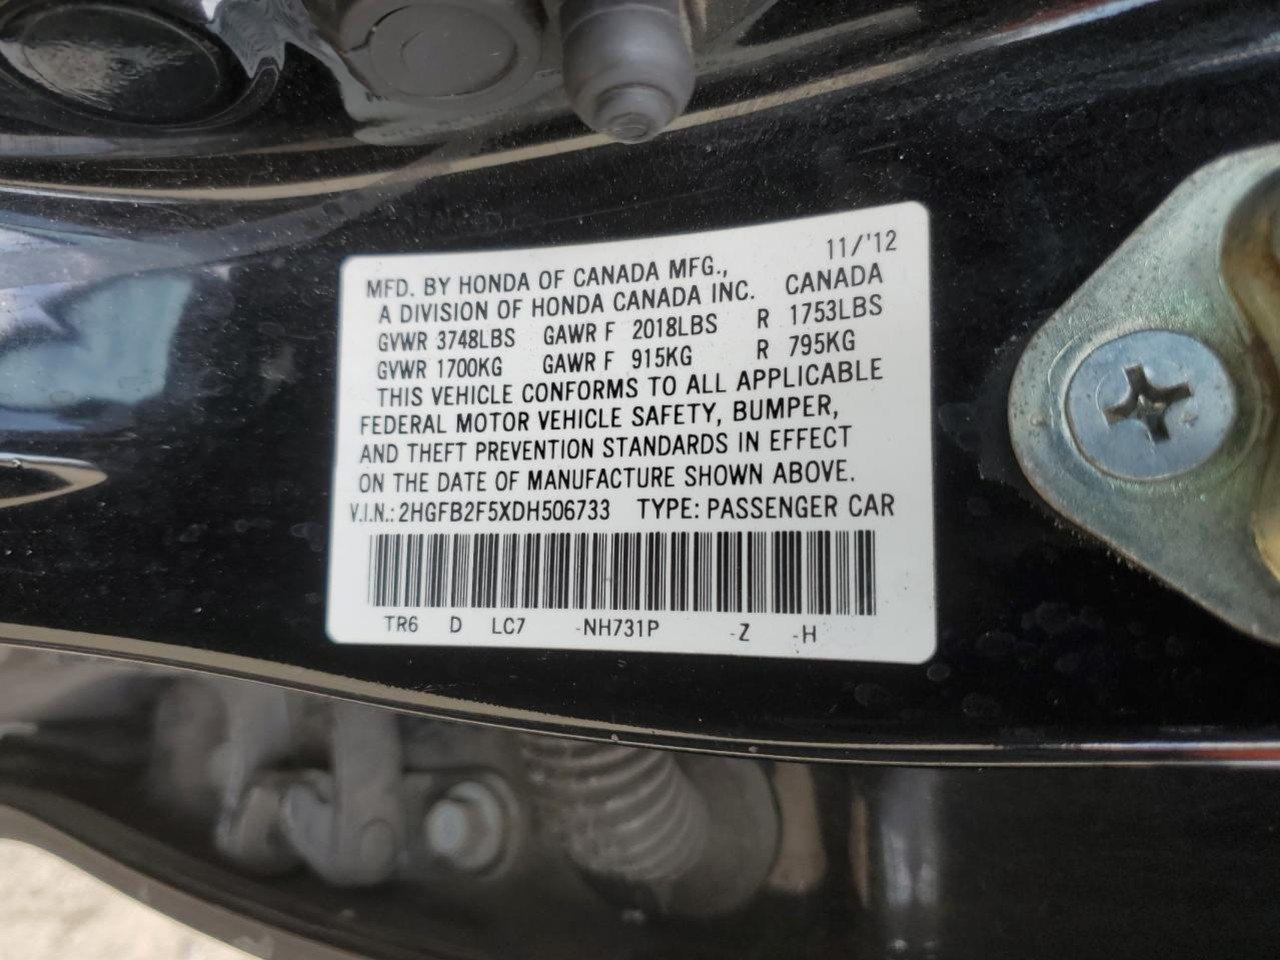 11/'12
MFD. BY HONDA OF CANADA MFG.,
A DIVISION OF HONDA CANADA INC. CANADA
GVWR 3748LBS GAWR F 2018LBS R 1753LBS
GVWR 1700KG GAWR F 915KG R 795KG
THIS VEHICLE CONFORMS TO ALL APPLICABLE
FEDERAL MOTOR VEHICLE SAFETY, BUMPER,
AND THEFT PREVENTION STANDARDS IN EFFECT
ON THE DATE OF MANUFACTURE SHOWN ABOVE.
V.I.N.: 2HGFB2F5XDH506733 TYPE: PASSENGER CAR
TR6 D LC7 -NH731P -Z -H